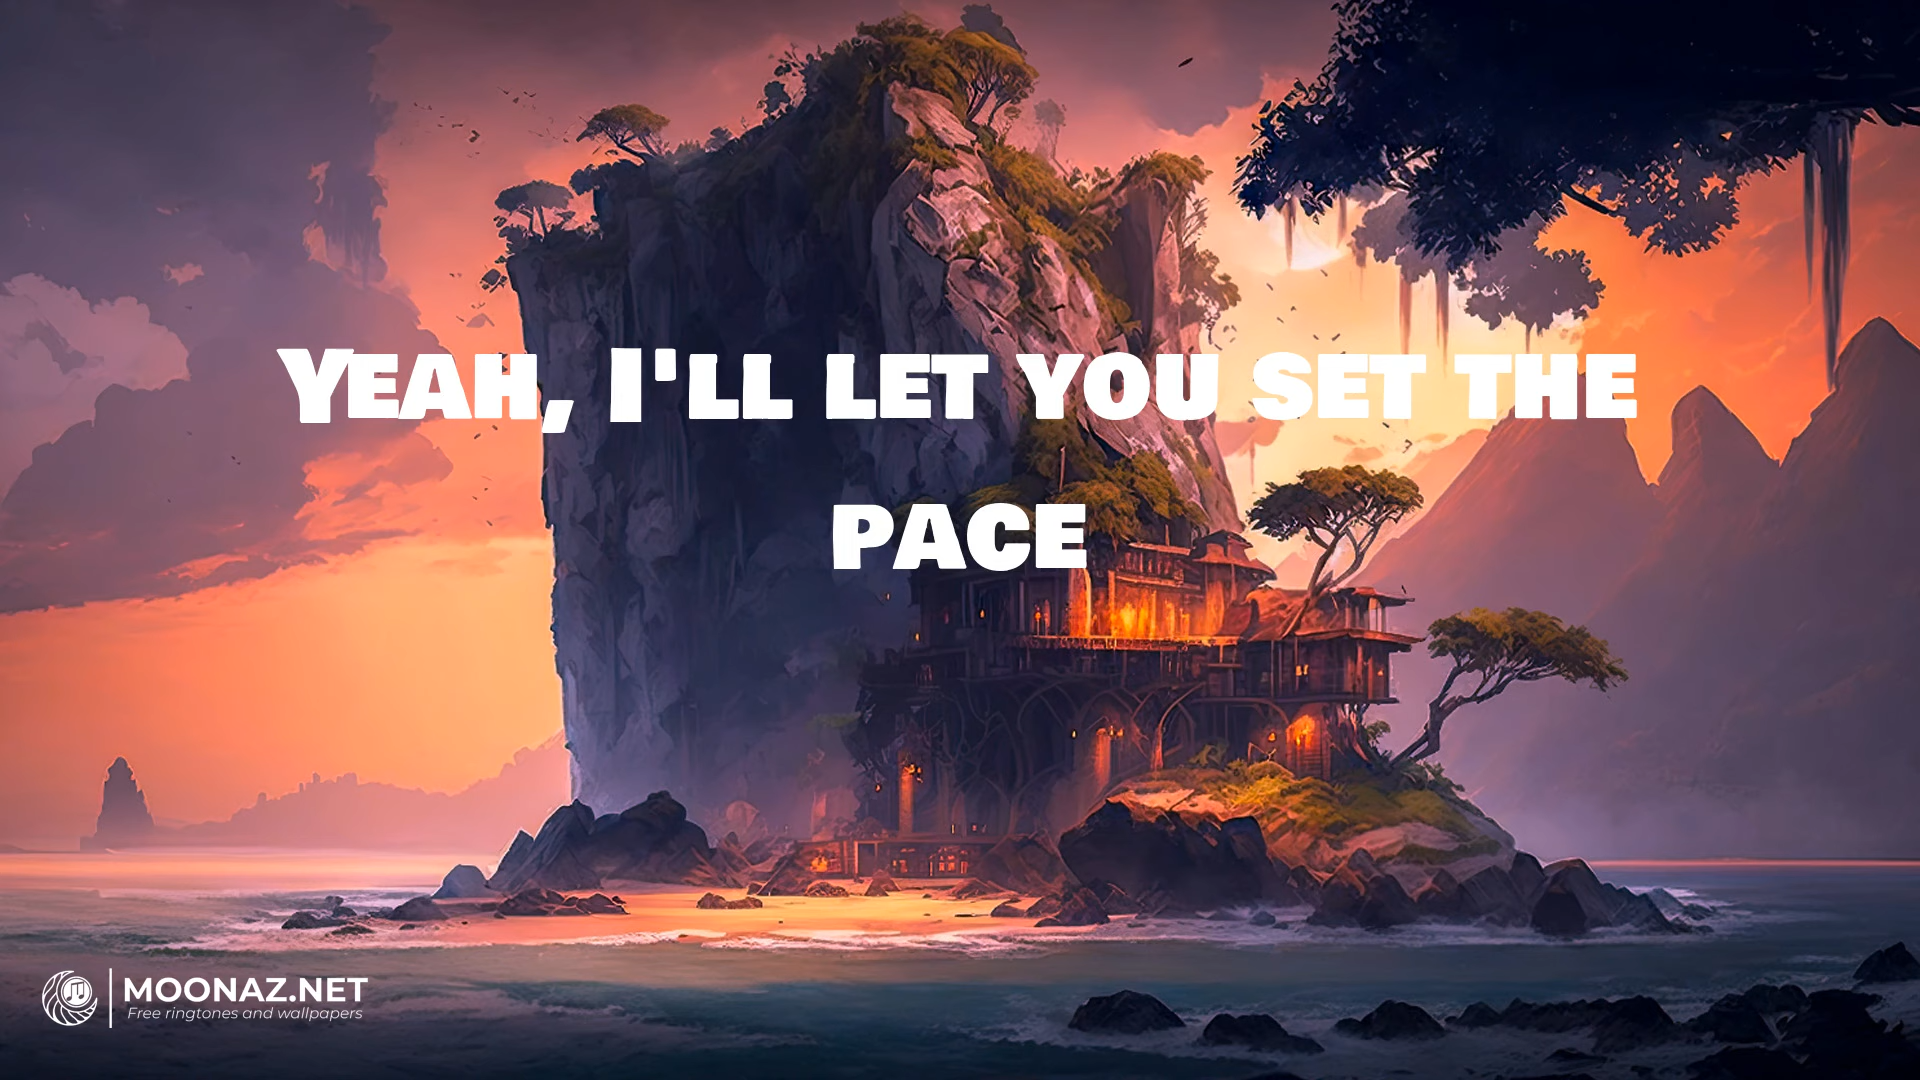 Yeah, I'll let you set the
pace
MOONAZ.NET
Free ringtones and wallpapers